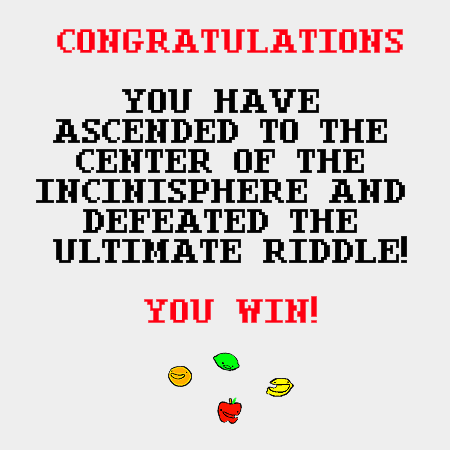 CONGRATULATIONS
YOU HAVE
ASCENDED TO THE
CENTER OF THE
INCINISPHERE AND
DEFEATED THE
ULTIMATE RIDDLE!
YOU WIN!